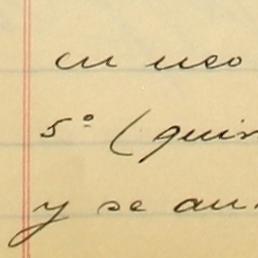 en uso
5º (quin
y se au